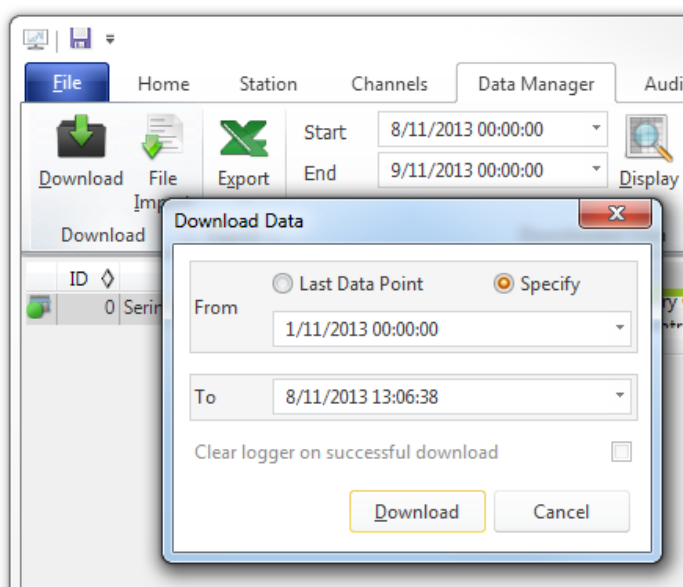 File Home Station Channels Data Manager Audi
Start 8/11/2013 00:00:00
End 9/11/2013 00:00:00
Download File Export Display
Download
Download Data
ID
0 Serin
From Last Data Point Specify
1/11/2013 00:00:00
To 8/11/2013 13:06:38
Clear logger on successful download
Download Cancel